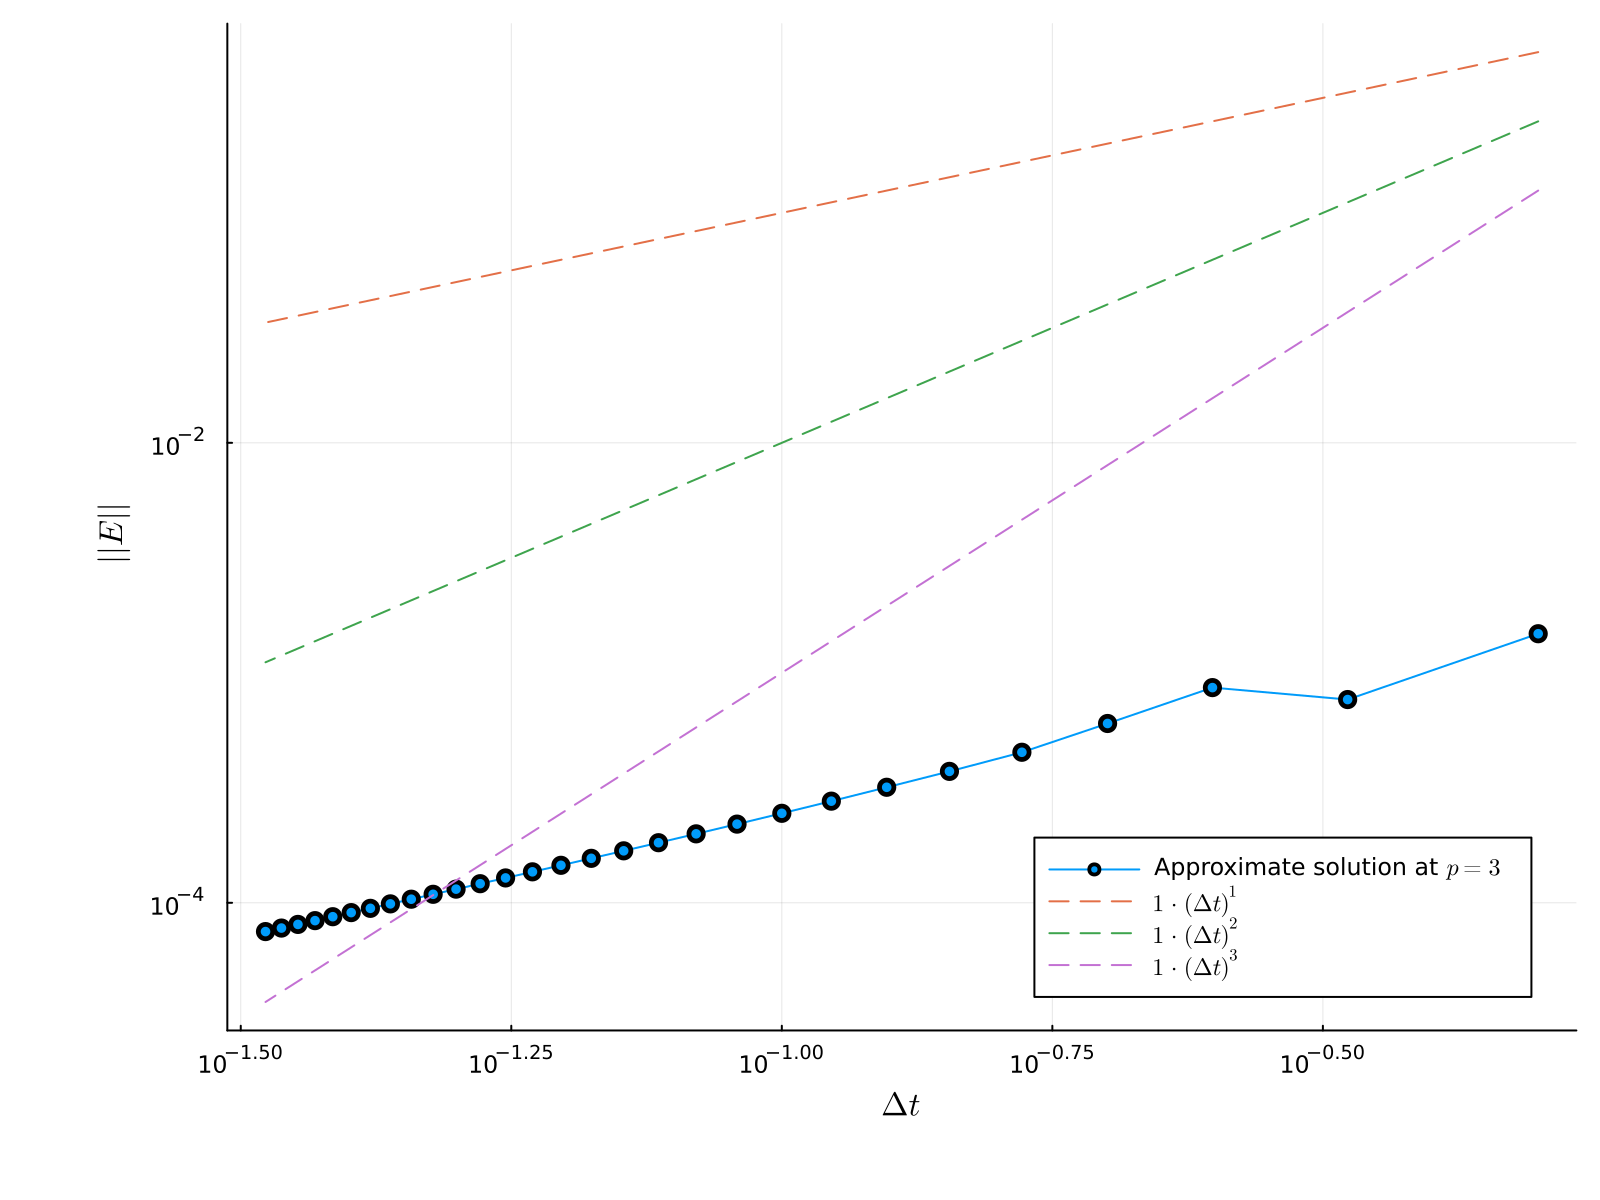 10⁻²
||E||
10⁻⁴
Approximate solution at p = 3
1 · (Δt)¹
1 · (Δt)²
1 · (Δt)³
10⁻¹·⁵⁰ 10⁻¹·²⁵ 10⁻¹·⁰⁰ 10⁻⁰·⁷⁵ 10⁻⁰·⁵⁰
Δt